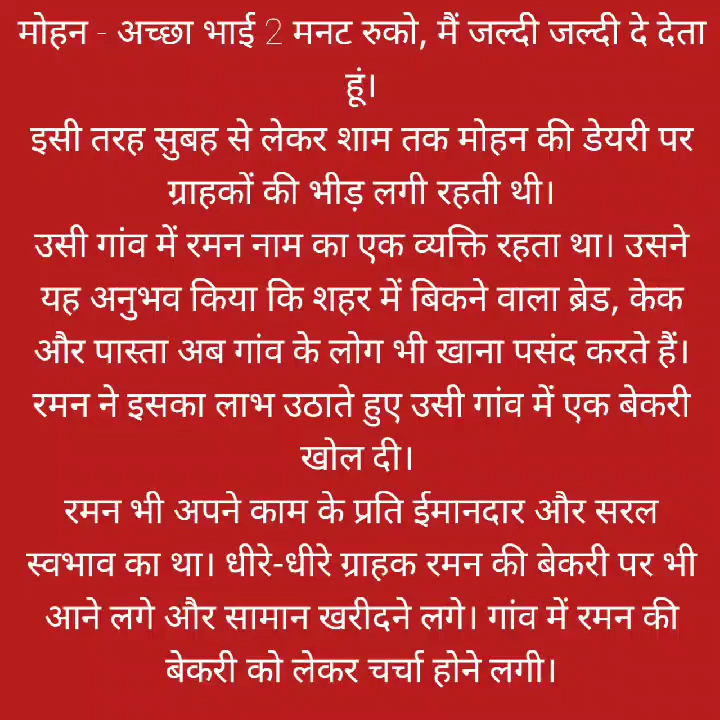 मोहन - अच्छा भाई 2 मनट रुको, मैं जल्दी जल्दी दे देता
हूं।
इसी तरह सुबह से लेकर शाम तक मोहन की डेयरी पर
ग्राहकों की भीड़ लगी रहती थी।
उसी गांव में रमन नाम का एक व्यक्ति रहता था। उसने
यह अनुभव किया कि शहर में बिकने वाला ब्रेड, केक
और पास्ता अब गांव के लोग भी खाना पसंद करते हैं।
रमन ने इसका लाभ उठाते हुए उसी गांव में एक बेकरी
खोल दी।
रमन भी अपने काम के प्रति ईमानदार और सरल
स्वभाव का था। धीरे-धीरे ग्राहक रमन की बेकरी पर भी
आने लगे और सामान खरीदने लगे। गांव में रमन की
बेकरी को लेकर चर्चा होने लगी।